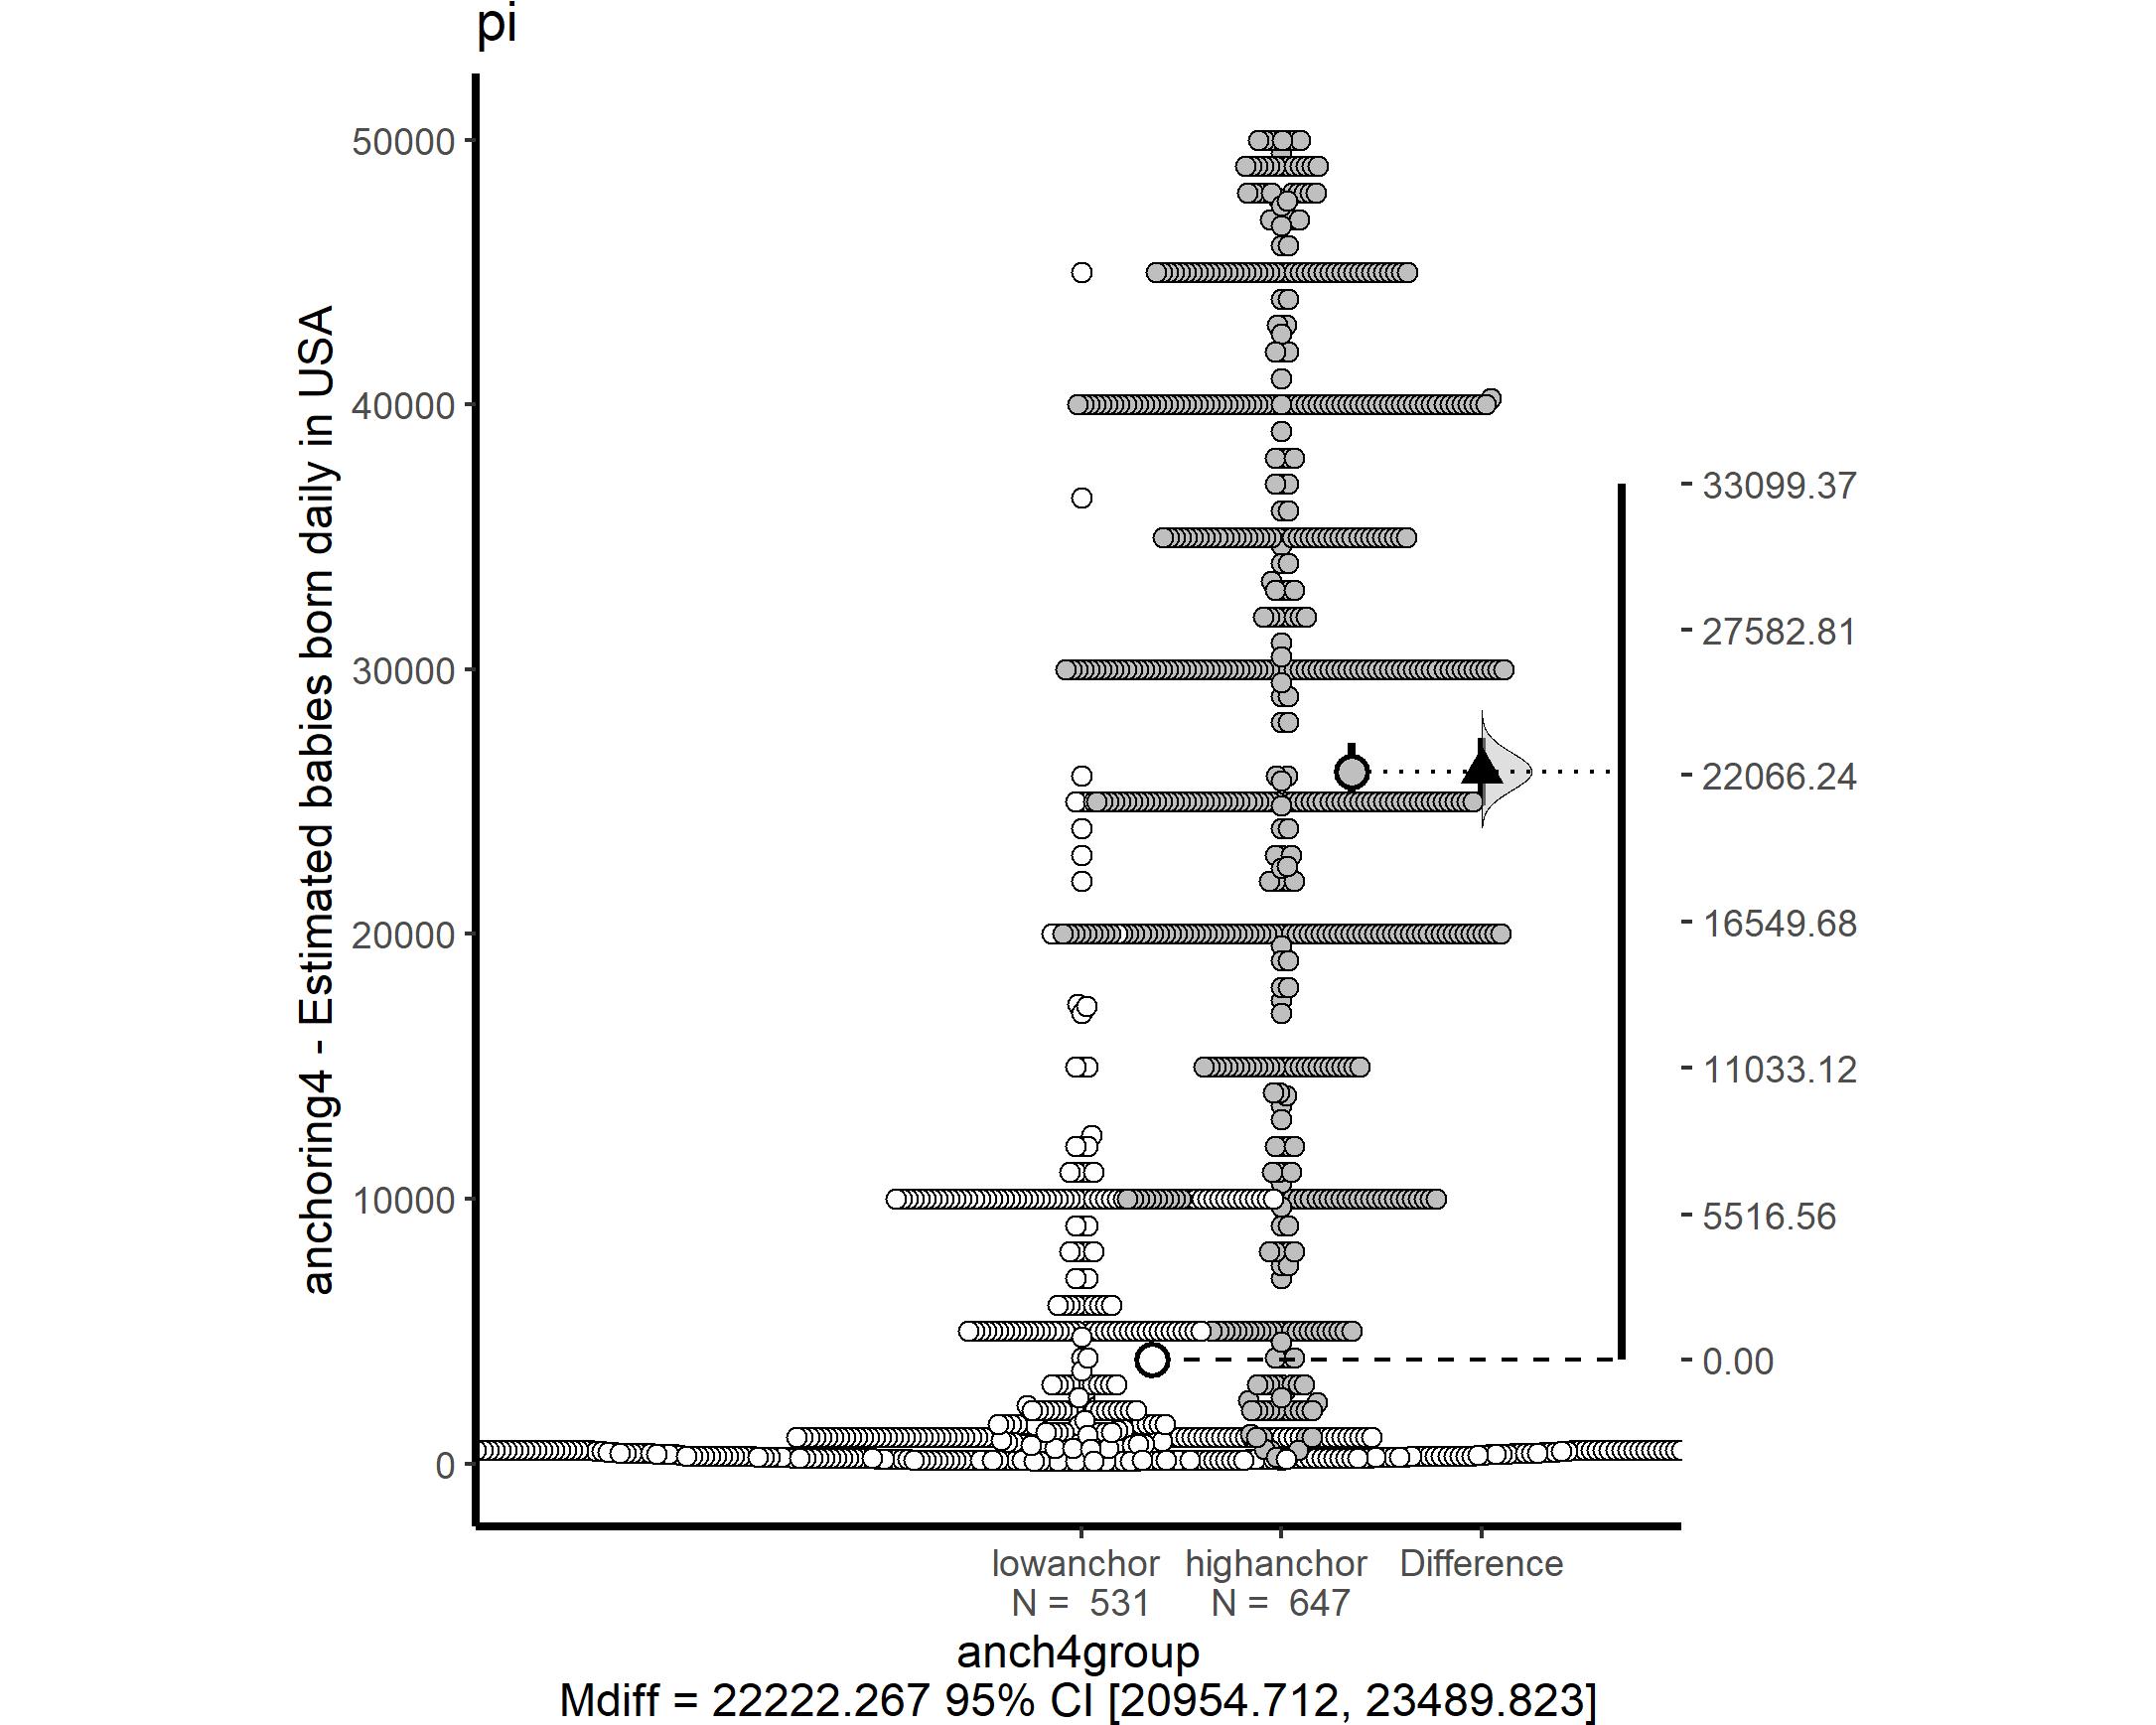 pi
anchoring4 - Estimated babies born daily in USA
50000
40000
30000
20000
10000
0
33099.37
27582.81
22066.24
16549.68
11033.12
5516.56
0.00
lowanchor highanchor Difference
N = 531 N = 647
anch4group
Mdiff = 22222.267 95% CI [20954.712, 23489.823]